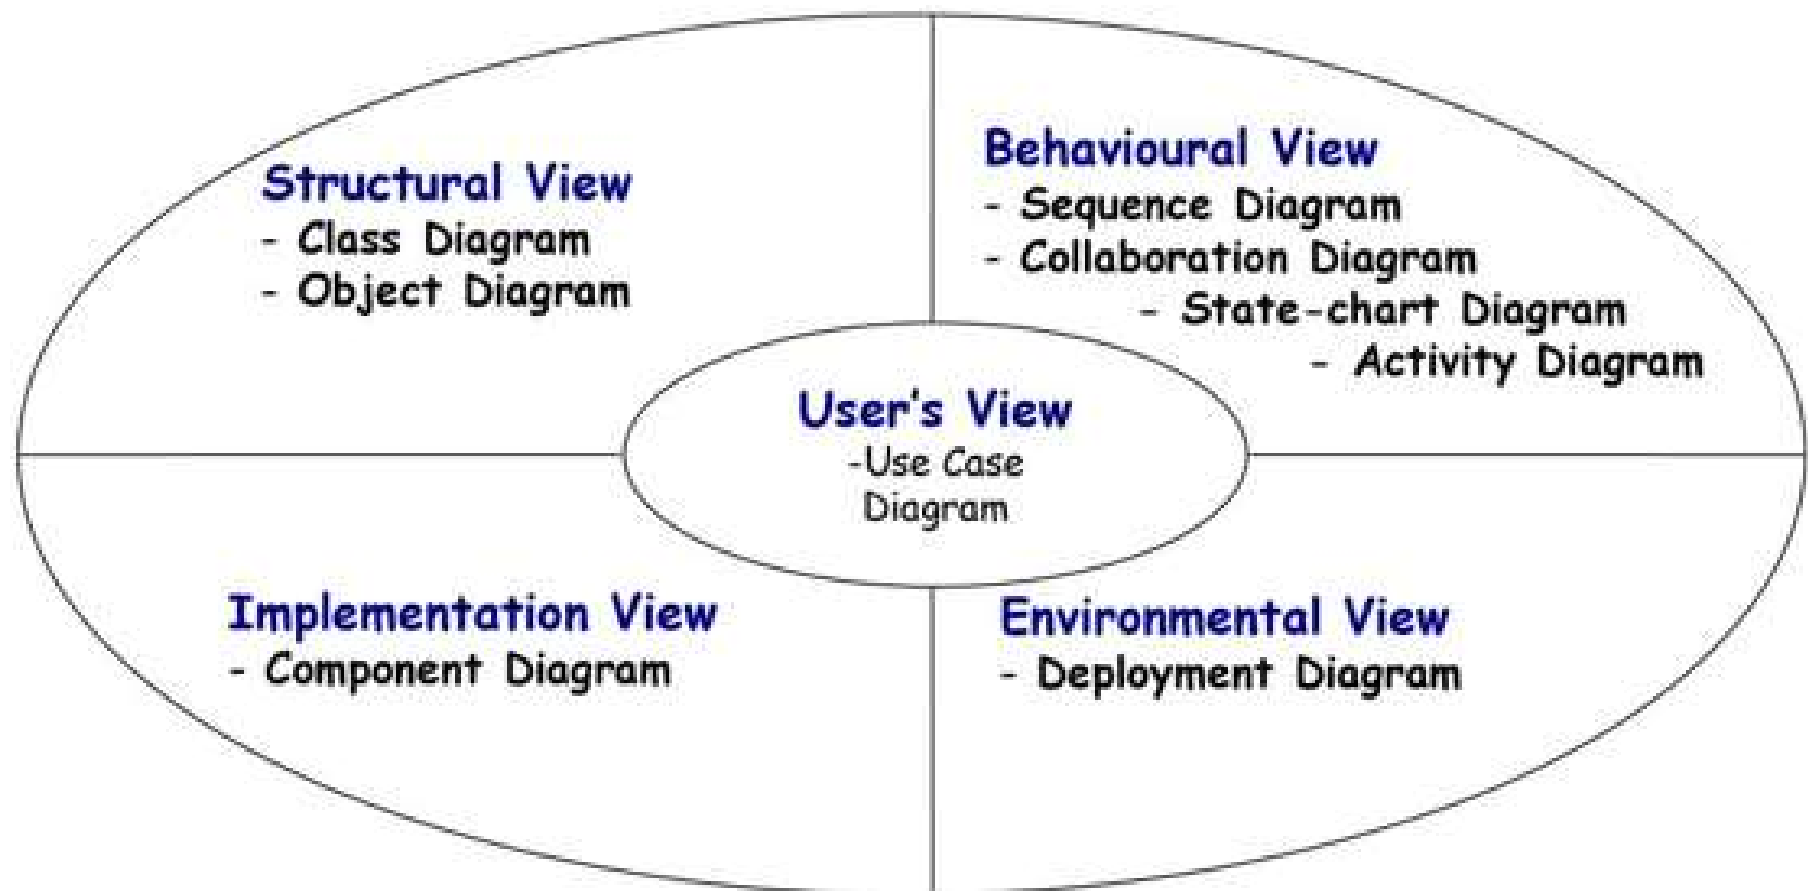 Structural View
- Class Diagram
- Object Diagram
Behavioural View
- Sequence Diagram
- Collaboration Diagram
- State-chart Diagram
- Activity Diagram
User's View
-Use Case
Diagram
Implementation View
- Component Diagram
Environmental View
- Deployment Diagram